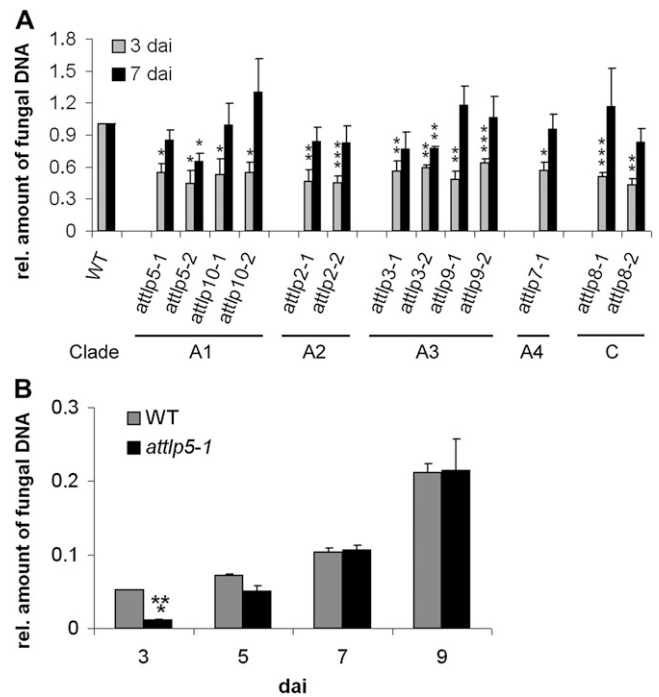 A
rel. amount of fungal DNA
1.8
1.5
1.2
0.9
0.6
0.3
0
3 dai
7 dai
* * * * * ** *** ** ** ** ** *** * *** **
WT
attlp5-1
attlp5-2
attlp10-1
attlp10-2
attlp2-1
attlp2-2
attlp3-1
attlp3-2
attlp9-1
attlp9-2
attlp7-1
attlp8-1
attlp8-2
Clade A1 A2 A3 A4 C
B
rel. amount of fungal DNA
0.3
0.2
0.1
0
WT
attlp5-1
***
3 5 7 9
dai